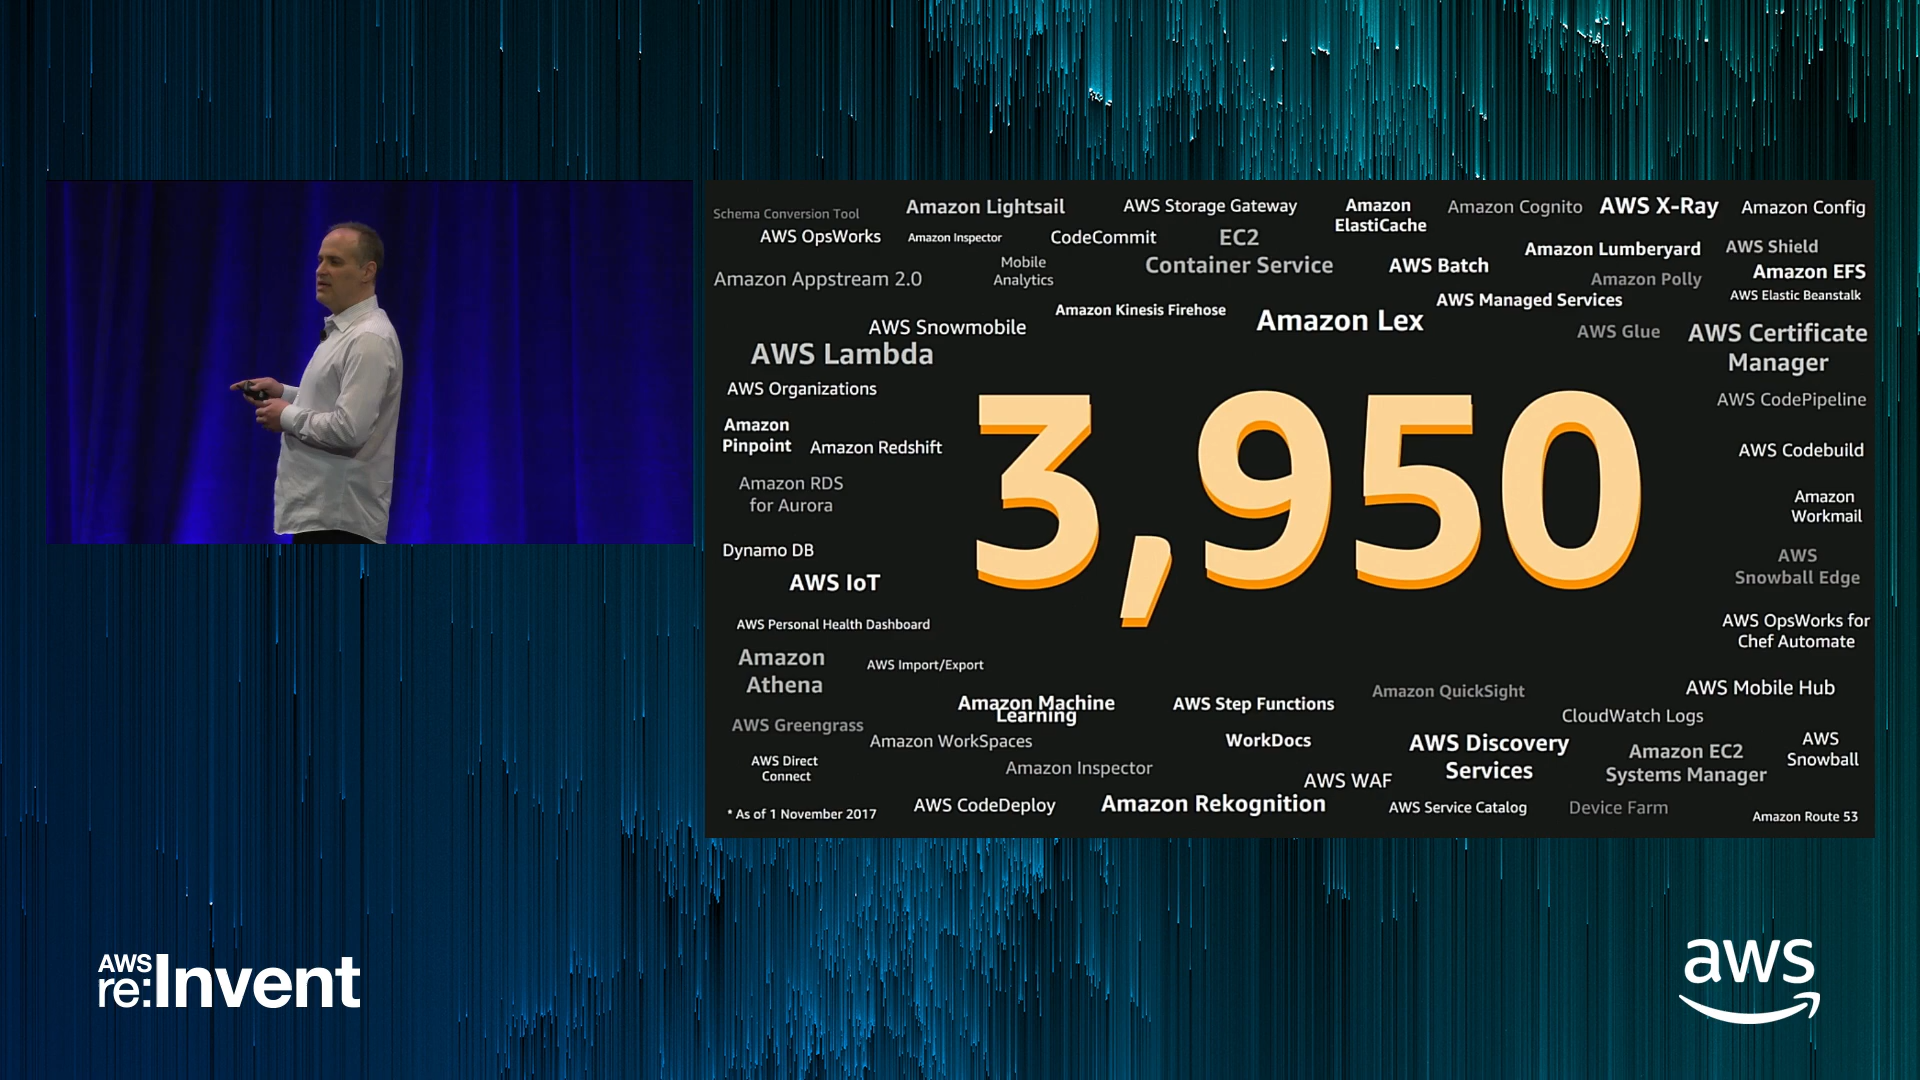 Schema Conversion Tool
Amazon Lightsail
AWS Storage Gateway
Amazon
ElastiCache
Amazon Cognito
AWS X-Ray
Amazon Config
AWS OpsWorks
Amazon Inspector
CodeCommit
EC2
Container Service
Amazon Lumberyard
AWS Shield
Amazon Appstream 2.0
Mobile
Analytics
AWS Batch
Amazon Polly
Amazon EFS
AWS Elastic Beanstalk
Amazon Kinesis Firehose
AWS Managed Services
AWS Snowmobile
Amazon Lex
AWS Glue
AWS Certificate
Manager
AWS Lambda
AWS Organizations
AWS CodePipeline
Amazon
Pinpoint
Amazon Redshift
3,950
AWS Codebuild
Amazon RDS
for Aurora
Amazon
Workmail
Dynamo DB
AWS
Snowball Edge
AWS IoT
AWS Personal Health Dashboard
AWS OpsWorks for
Chef Automate
Amazon
Athena
AWS Import/Export
Amazon Machine
Learning
AWS Step Functions
Amazon QuickSight
AWS Mobile Hub
AWS Greengrass
CloudWatch Logs
Amazon WorkSpaces
WorkDocs
AWS Discovery
Services
Amazon EC2
Systems Manager
AWS
Snowball
AWS Direct
Connect
Amazon Inspector
AWS WAF
* As of 1 November 2017
AWS CodeDeploy
Amazon Rekognition
AWS Service Catalog
Device Farm
Amazon Route 53
AWS
re:Invent
aws